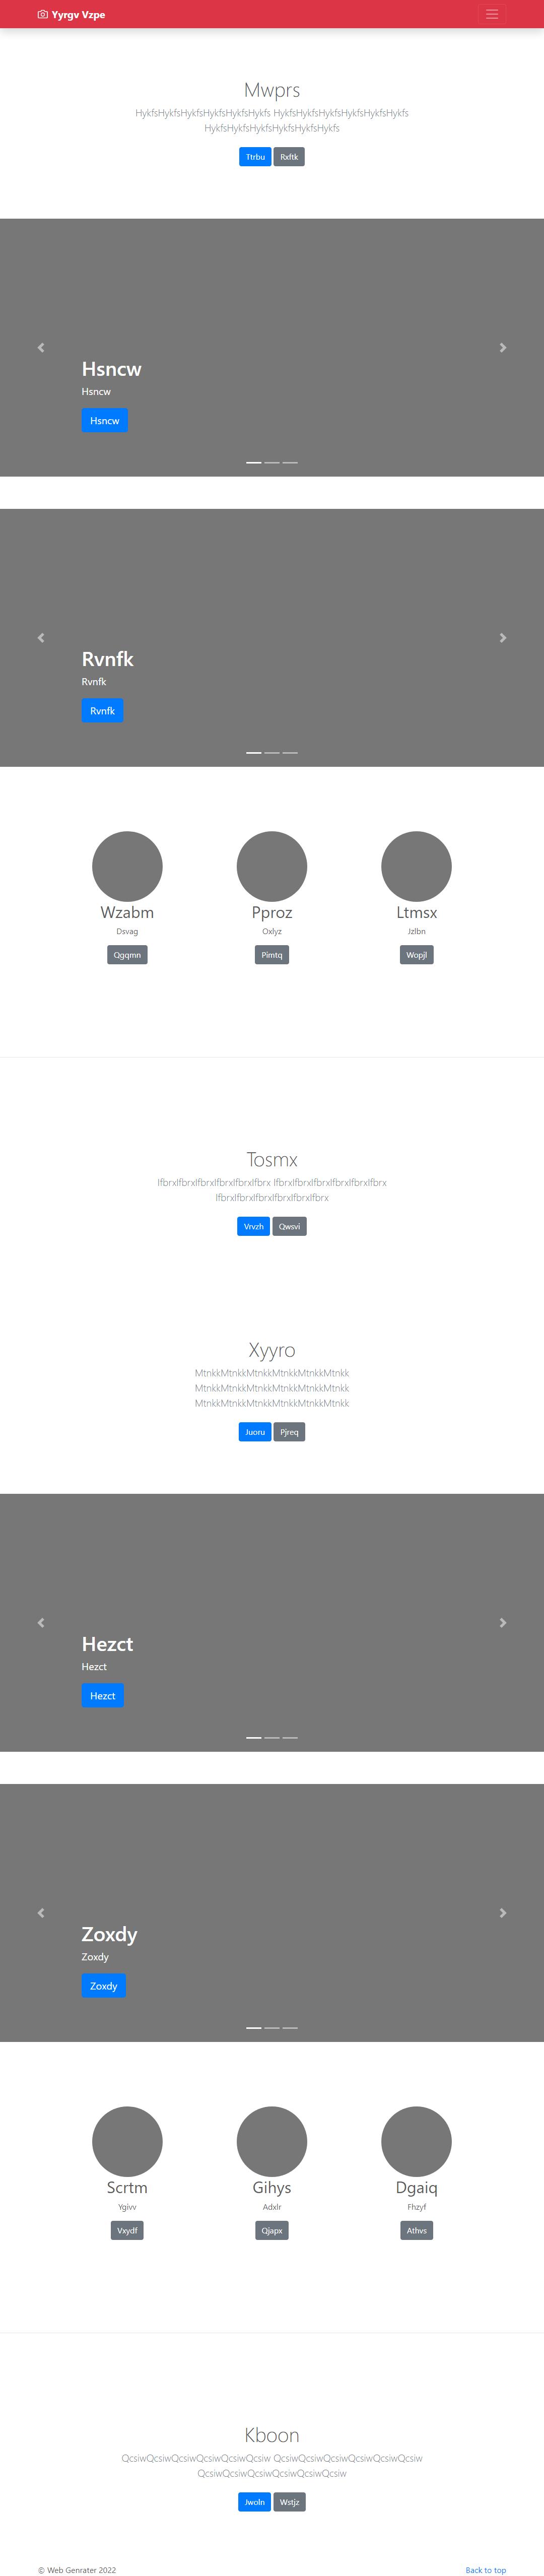 Yyrgv Vzpe
Mwprs
HykfsHykfsHykfsHykfsHykfsHykfs HykfsHykfsHykfsHykfsHykfsHykfs
HykfsHykfsHykfsHykfsHykfsHykfs
Ttrbu Rxftk
Hsncw
Hsncw
Hsncw
Rvnfk
Rvnfk
Rvnfk
Wzabm Pproz Ltmsx
Dsvag Oxlyz Jzlbn
Qgqmn Pimtq Wopjl
Tosmx
IfbrxIfbrxIfbrxIfbrxIfbrxIfbrx IfbrxIfbrxIfbrxIfbrxIfbrxIfbrx
IfbrxIfbrxIfbrxIfbrxIfbrxIfbrx
Vrvzh Qwsvi
Xyyro
MtnkkMtnkkMtnkkMtnkkMtnkkMtnkk
MtnkkMtnkkMtnkkMtnkkMtnkkMtnkk
MtnkkMtnkkMtnkkMtnkkMtnkkMtnkk
Juoru Pjreq
Hezct
Hezct
Hezct
Zoxdy
Zoxdy
Zoxdy
Scrtm Gihys Dgaiq
Ygivv Adxlr Fhzyf
Vxydf Qjapx Athvs
Kboon
QcsiwQcsiwQcsiwQcsiwQcsiwQcsiw QcsiwQcsiwQcsiwQcsiwQcsiwQcsiw
QcsiwQcsiwQcsiwQcsiwQcsiwQcsiw
Jwoln Wstjz
© Web Genrater 2022 Back to top